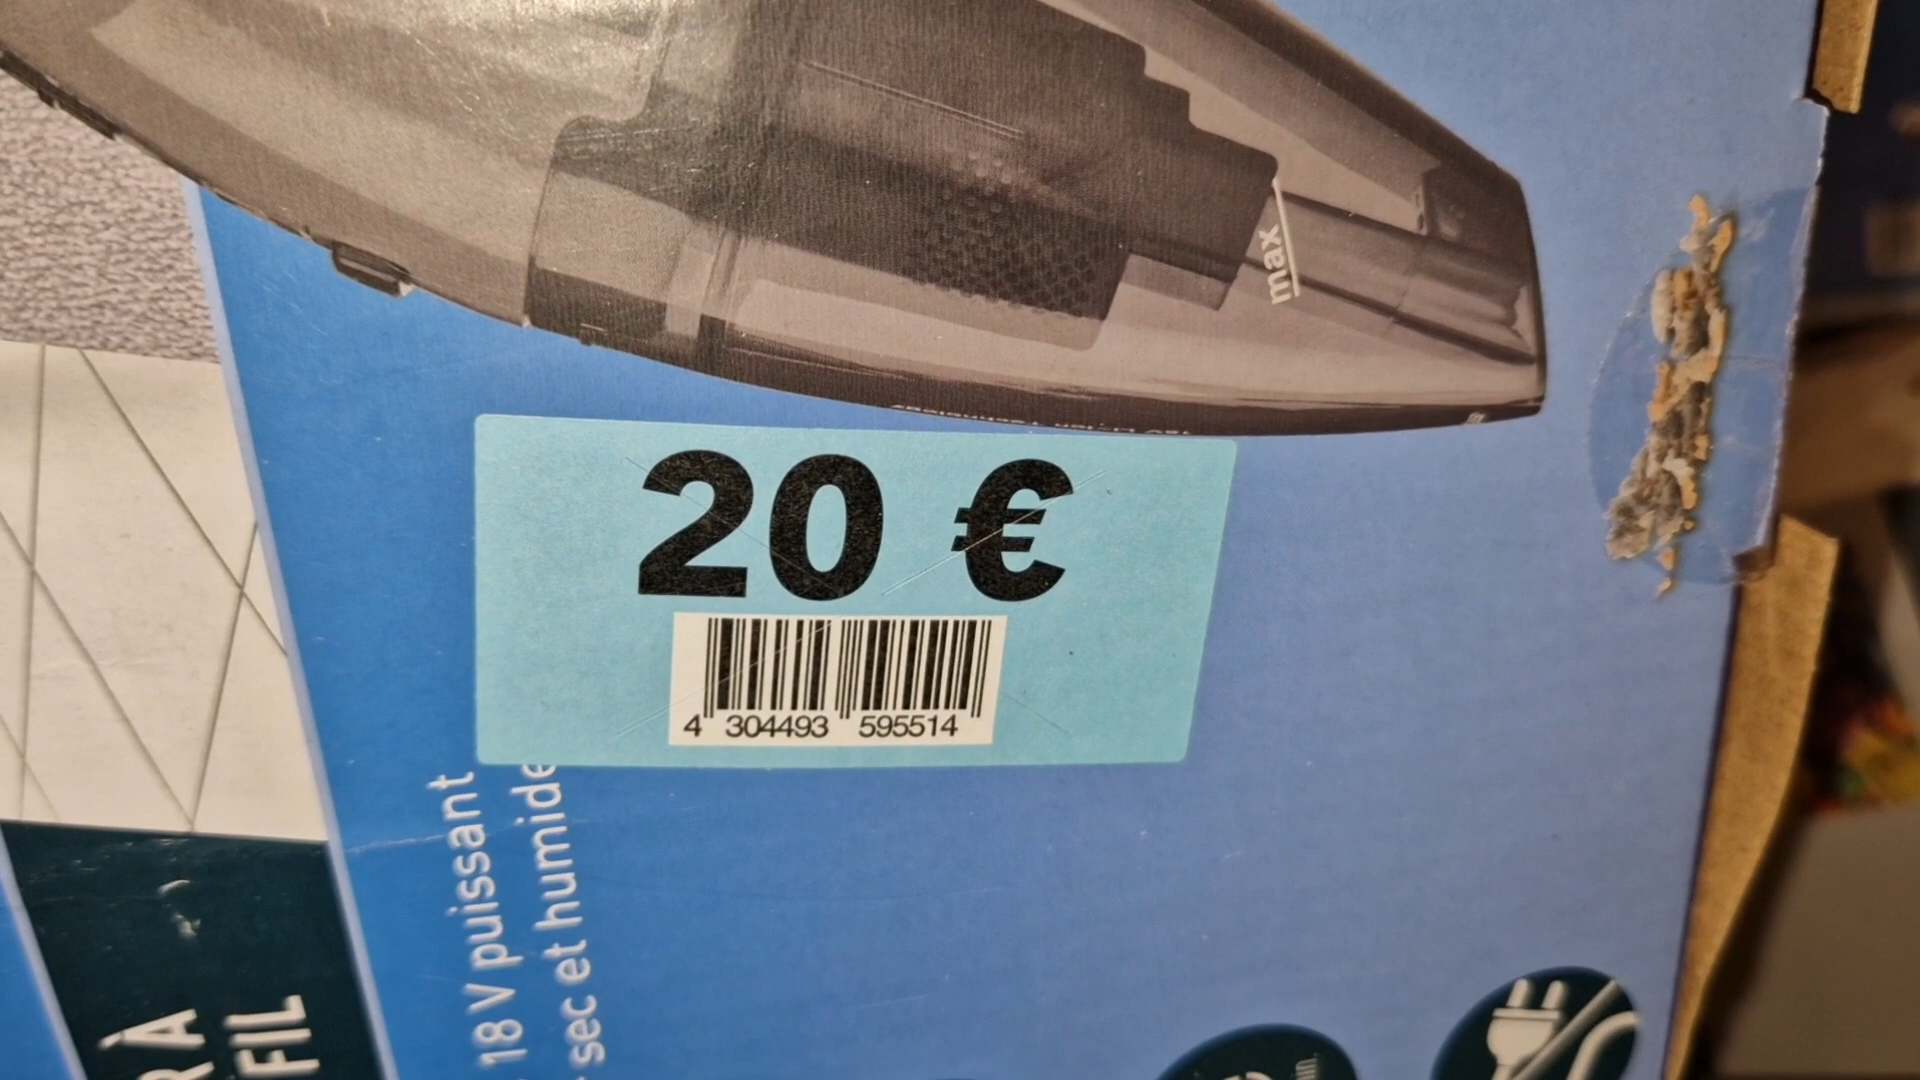 max
20 €
4 304493 595514
18 V puissant
sec et humide
R À
FIL